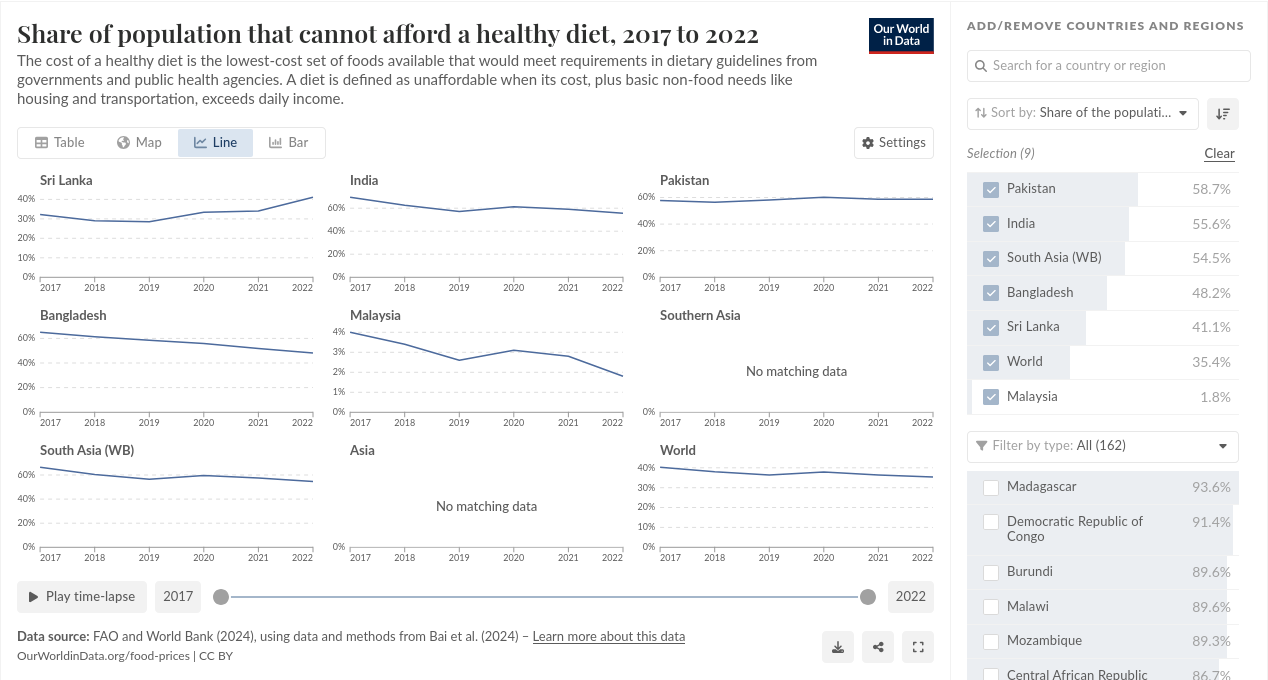 Share of population that cannot afford a healthy diet, 2017 to 2022
The cost of a healthy diet is the lowest-cost set of foods available that would meet requirements in dietary guidelines from
governments and public health agencies. A diet is defined as unaffordable when its cost, plus basic non-food needs like
housing and transportation, exceeds daily income.
Our World
in Data
Table Map Line Bar
Settings
Sri Lanka
40%
30%
20%
10%
0%
2017 2018 2019 2020 2021 2022
India
60%
40%
20%
0%
2017 2018 2019 2020 2021 2022
Pakistan
60%
40%
20%
0%
2017 2018 2019 2020 2021 2022
Bangladesh
60%
40%
20%
0%
2017 2018 2019 2020 2021 2022
Malaysia
4%
3%
2%
1%
0%
2017 2018 2019 2020 2021 2022
Southern Asia
No matching data
0%
2017 2018 2019 2020 2021 2022
South Asia (WB)
60%
40%
20%
0%
2017 2018 2019 2020 2021 2022
Asia
No matching data
0%
2017 2018 2019 2020 2021 2022
World
40%
30%
20%
10%
0%
2017 2018 2019 2020 2021 2022
Play time-lapse 2017 2022
Data source: FAO and World Bank (2024), using data and methods from Bai et al. (2024) – Learn more about this data
OurWorldinData.org/food-prices | CC BY
ADD/REMOVE COUNTRIES AND REGIONS
Search for a country or region
Sort by: Share of the populati...
Selection (9) Clear
Pakistan 58.7%
India 55.6%
South Asia (WB) 54.5%
Bangladesh 48.2%
Sri Lanka 41.1%
World 35.4%
Malaysia 1.8%
Filter by type: All (162)
Madagascar 93.6%
Democratic Republic of 91.4%
Congo
Burundi 89.6%
Malawi 89.6%
Mozambique 89.3%
Central African Republic 86.7%